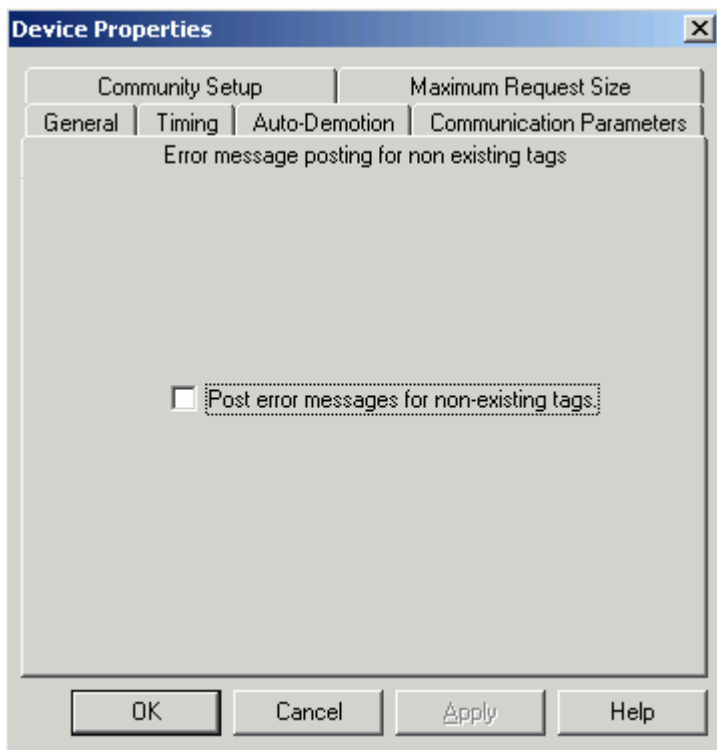 Device Properties
Community Setup Maximum Request Size
General Timing Auto-Demotion Communication Parameters
Error message posting for non existing tags
Post error messages for non-existing tags.
OK Cancel Apply Help